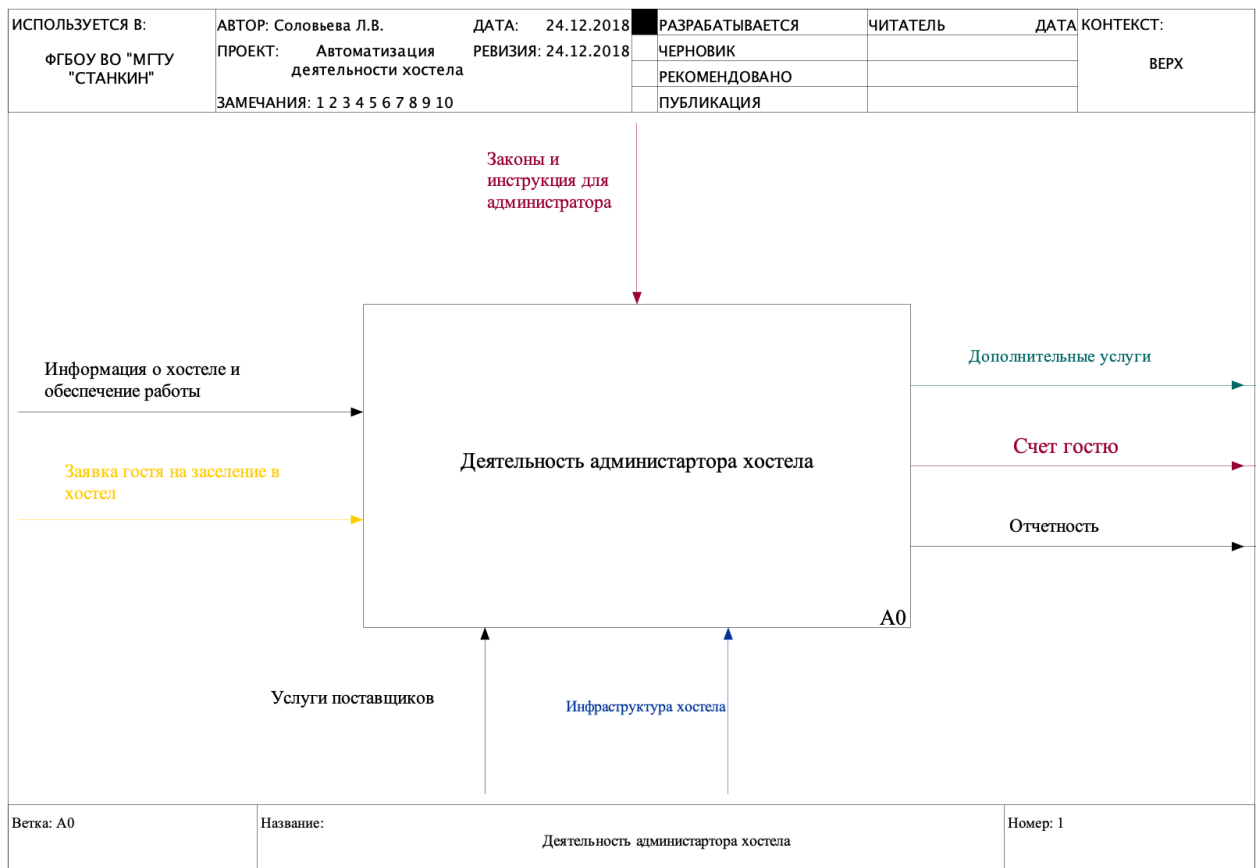 ИСПОЛЬЗУЕТСЯ В:
ФГБОУ ВО "МГТУ
"СТАНКИН"
АВТОР: Соловьева Л.В.
ДАТА: 24.12.2018
ПРОЕКТ: Автоматизация
деятельности хостела
РЕВИЗИЯ: 24.12.2018
ЗАМЕЧАНИЯ: 1 2 3 4 5 6 7 8 9 10
РАЗРАБАТЫВАЕТСЯ
ЧЕРНОВИК
РЕКОМЕНДОВАНО
ПУБЛИКАЦИЯ
ЧИТАТЕЛЬ
ДАТА
КОНТЕКСТ:
ВЕРХ
Законы и
инструкция для
администратора
Информация о хостеле и
обеспечение работы
Заявка гостя на заселение в
хостел
Деятельность администартора хостела
A0
Дополнительные услуги
Счет гостю
Отчетность
Услуги поставщиков
Инфраструктура хостела
Ветка: A0
Название:
Деятельность администартора хостела
Номер: 1